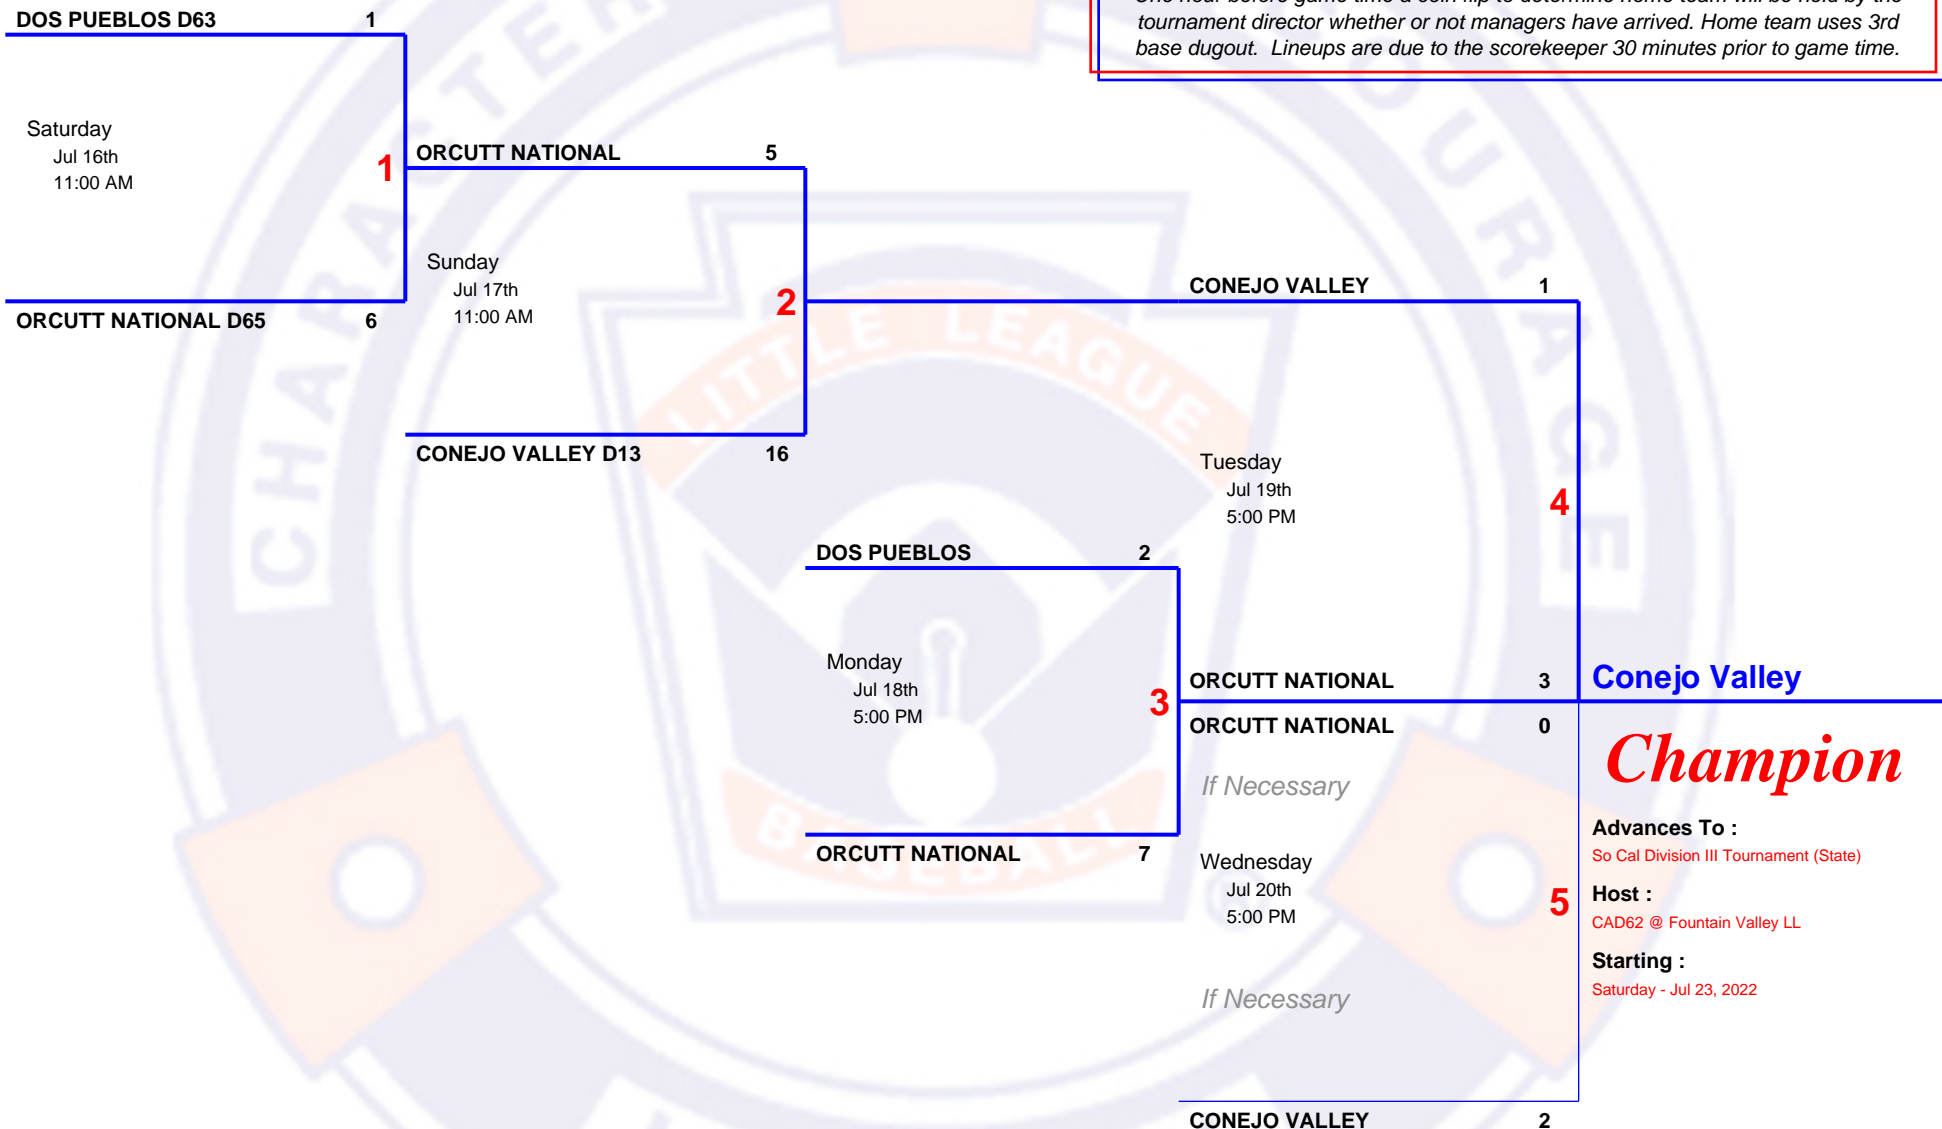 One hour before game time a coin flip to determine home team will be held by the
tournament director whether or not managers have arrived. Home team uses 3rd
base dugout. Lineups are due to the scorekeeper 30 minutes prior to game time.
DOS PUEBLOS D63 1
Saturday
Jul 16th
11:00 AM
1
ORCUTT NATIONAL D65 6
ORCUTT NATIONAL 5
Sunday
Jul 17th
11:00 AM
2
CONEJO VALLEY D13 16
DOS PUEBLOS 2
Monday
Jul 18th
5:00 PM
3
ORCUTT NATIONAL 7
CONEJO VALLEY 1
Tuesday
Jul 19th
5:00 PM
4
ORCUTT NATIONAL 3
ORCUTT NATIONAL 0
If Necessary
Wednesday
Jul 20th
5:00 PM
5
If Necessary
CONEJO VALLEY 2
Conejo Valley
Champion
Advances To :
So Cal Division III Tournament (State)
Host :
CAD62 @ Fountain Valley LL
Starting :
Saturday - Jul 23, 2022
CHARACTER
COURAGE
LITTLE LEAGUE
BASEBALL
®